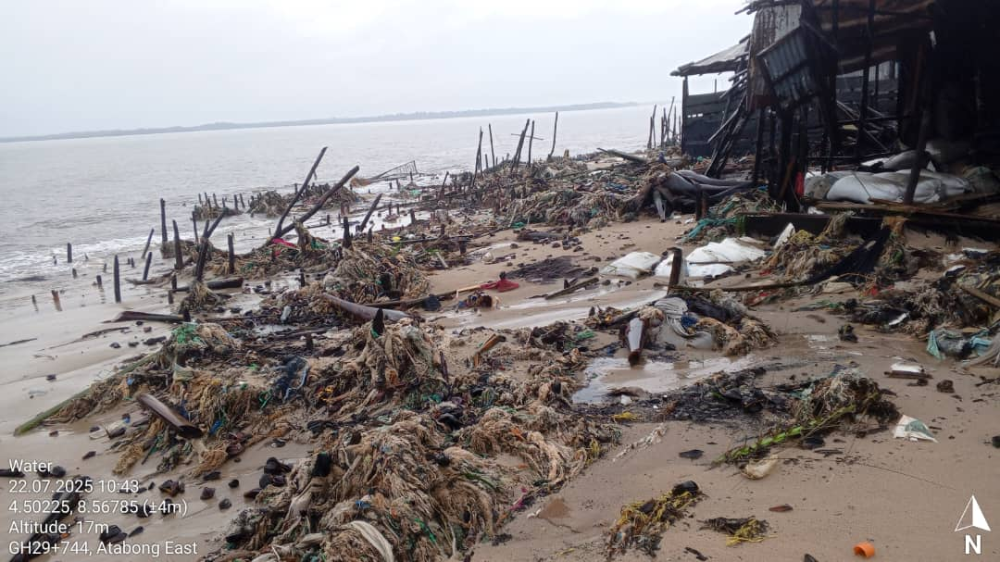 Water
22.07.2025 10:43
4.50225, 8.56785 (±4m)
Altitude: 17m
GH29+744, Atabong East
N